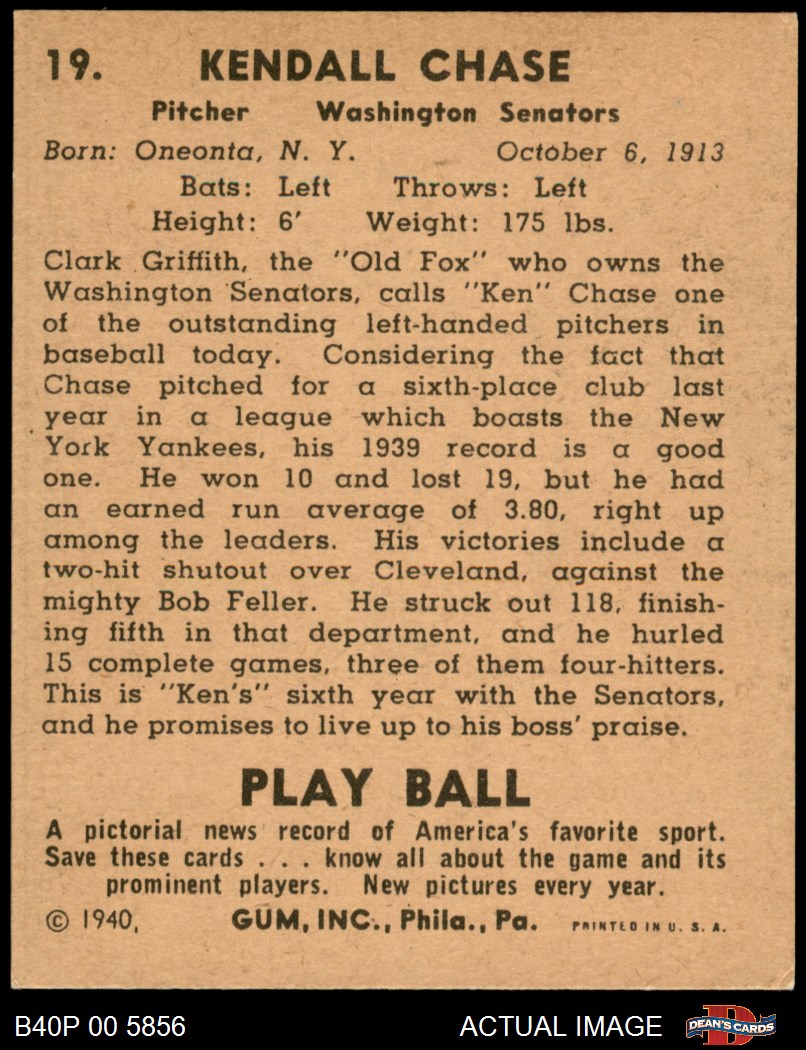 19. KENDALL CHASE
Pitcher Washington Senators
Born: Oneonta, N. Y. October 6, 1913
Bats: Left Throws: Left
Height: 6' Weight: 175 lbs.
Clark Griffith, the "Old Fox" who owns the
Washington Senators, calls "Ken" Chase one
of the outstanding left-handed pitchers in
baseball today. Considering the fact that
Chase pitched for a sixth-place club last
year in a league which boasts the New
York Yankees, his 1939 record is a good
one. He won 10 and lost 19, but he had
an earned run average of 3.80, right up
among the leaders. His victories include a
two-hit shutout over Cleveland, against the
mighty Bob Feller. He struck out 118, finish-
ing fifth in that department, and he hurled
15 complete games, three of them four-hitters.
This is "Ken's" sixth year with the Senators,
and he promises to live up to his boss' praise.
PLAY BALL
A pictorial news record of America's favorite sport.
Save these cards . . . know all about the game and its
prominent players. New pictures every year.
© 1940, GUM, INC., Phila., Pa. PRINTED IN U. S. A.
B40P 00 5856 ACTUAL IMAGE D DEAN'S CARDS